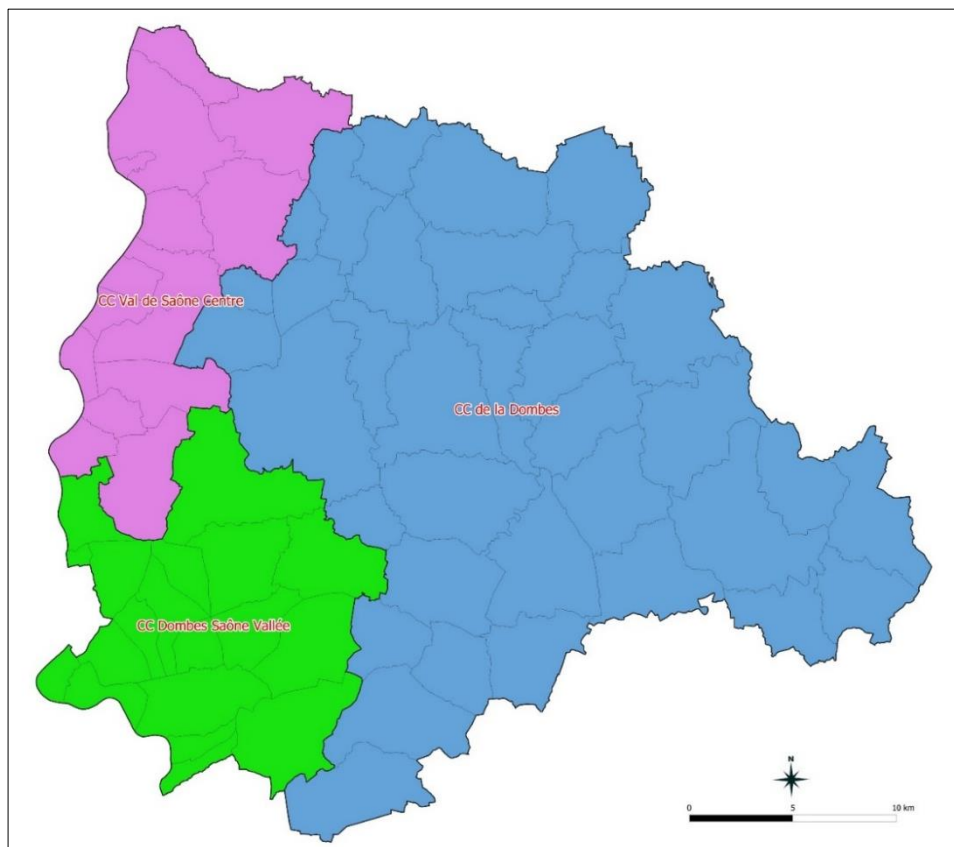 CC Val de Saône Centre
CC de la Dombes
CC Dombes Saône Vallée
N
0 5 10 km